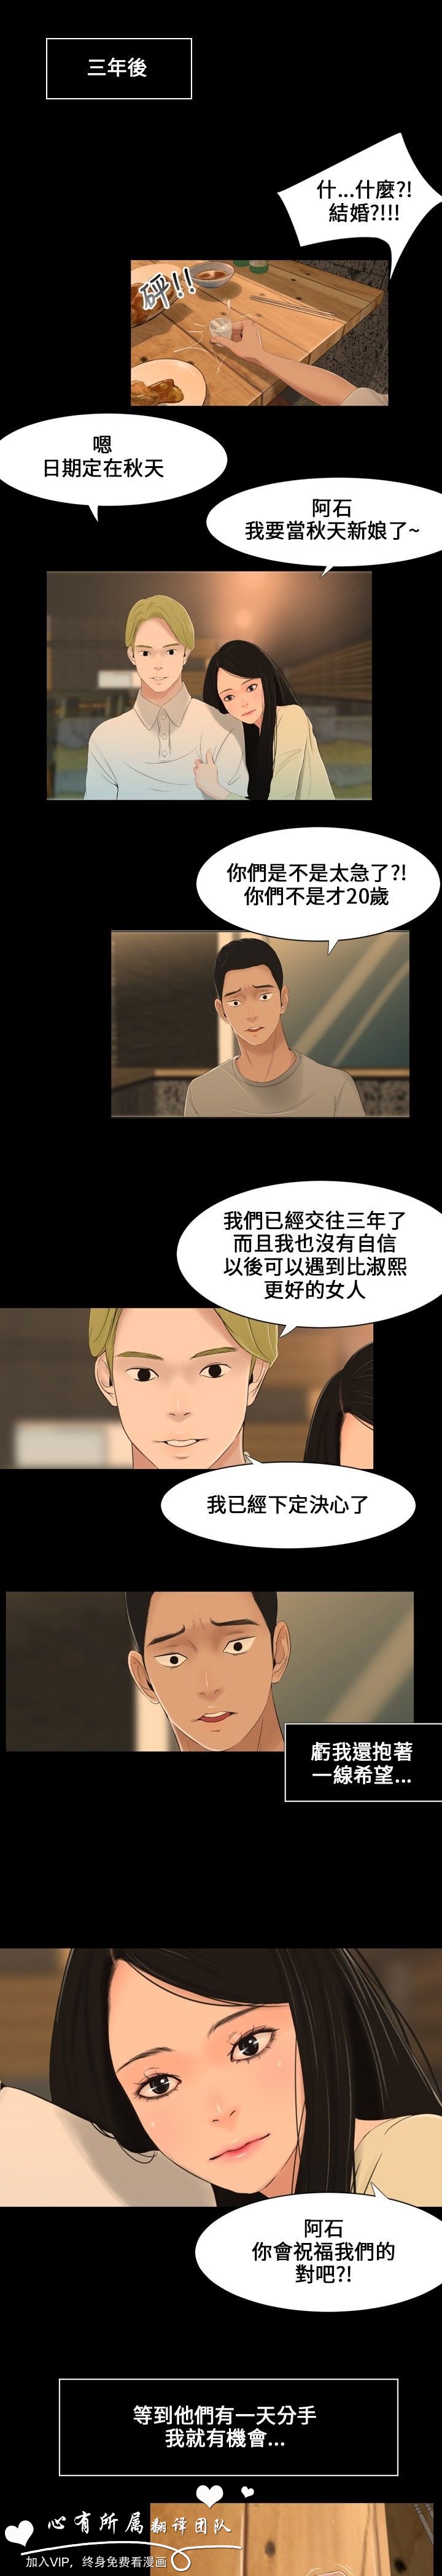 三年後
什...什麼?!
結婚?!!!
砰!!
嗯
日期定在秋天
阿石
我要當秋天新娘了~
你們是不是太急了?!
你們不是才20歲
我們已經交往三年了
而且我也沒有自信
以後可以遇到比淑熙
更好的女人
我已經下定決心了
虧我還抱著
一線希望...
阿石
你會祝福我們的
對吧?!
等到他們有一天分手
我就有機會...
心有所属翻译团队
加入VIP，终身免费看漫画